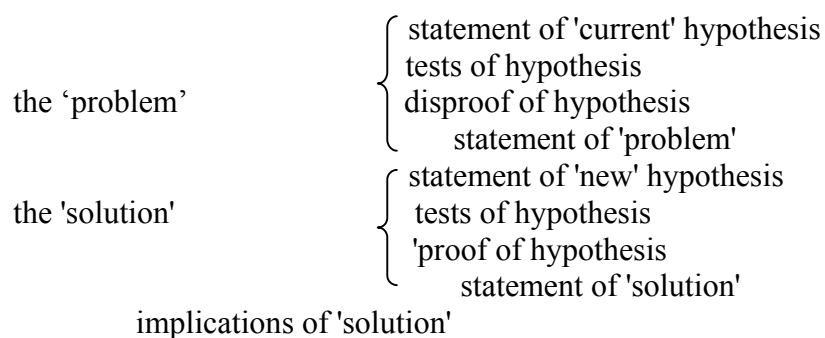 statement of 'current' hypothesis
tests of hypothesis
the ‘problem’ disproof of hypothesis
statement of 'problem'
statement of 'new' hypothesis
the 'solution' tests of hypothesis
'proof of hypothesis
statement of 'solution'
implications of 'solution'